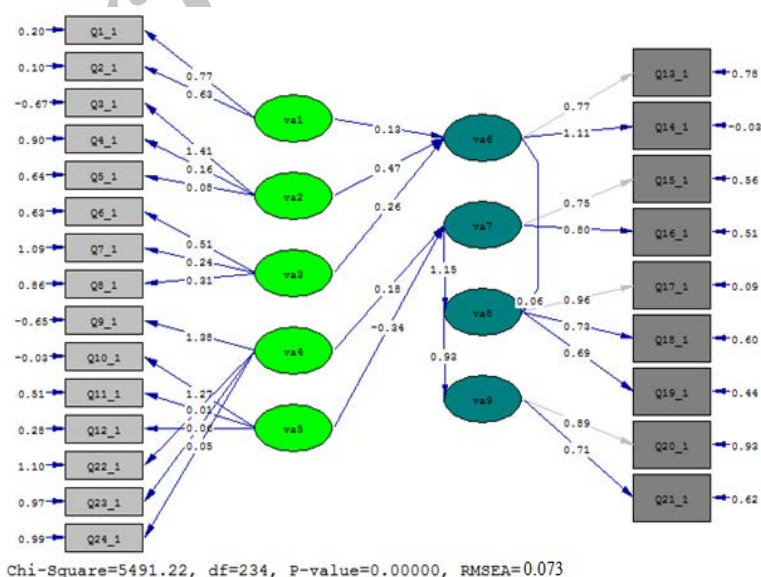 0.20 Q1_1
0.10 Q2_1
-0.67 Q3_1
0.90 Q4_1
0.64 Q5_1
0.63 Q6_1
1.09 Q7_1
0.86 Q8_1
-0.65 Q9_1
-0.03 Q10_1
0.51 Q11_1
0.28 Q12_1
1.10 Q22_1
0.97 Q23_1
0.99 Q24_1
0.77
0.63
1.41
0.16
0.08
0.51
0.24
0.31
1.38
1.27
0.01
0.06
0.05
va1
va2
va3
va4
va5
0.13
0.47
0.26
0.18
-0.34
va6
va7
va8
va9
1.15
0.93
0.06
0.77
1.11
0.75
0.80
0.96
0.73
0.69
0.89
0.71
Q13_1 0.78
Q14_1 -0.03
Q15_1 0.56
Q16_1 0.51
Q17_1 0.09
Q18_1 0.60
Q19_1 0.44
Q20_1 0.93
Q21_1 0.62
Chi-Square=5491.22, df=234, P-value=0.00000, RMSEA=0.073